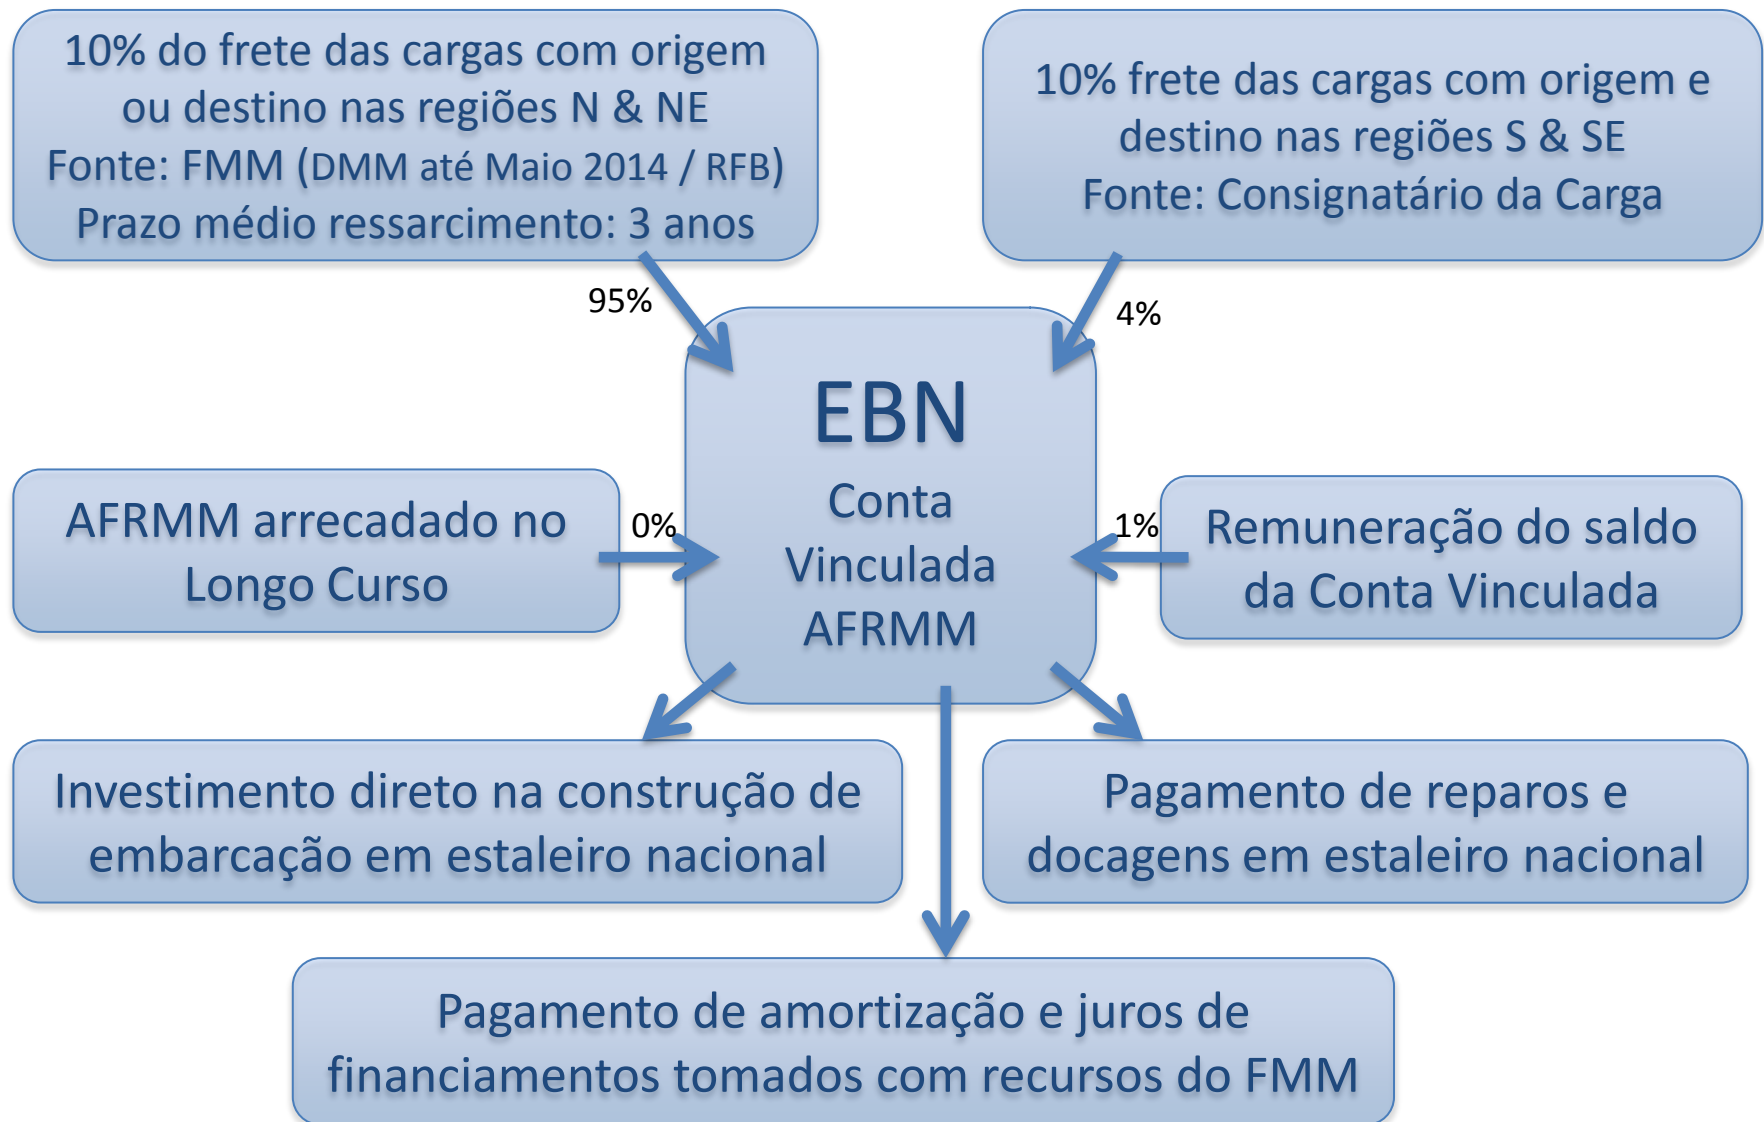 10% do frete das cargas com origem
ou destino nas regiões N & NE
Fonte: FMM (DMM até Maio 2014 / RFB)
Prazo médio ressarcimento: 3 anos
10% frete das cargas com origem e
destino nas regiões S & SE
Fonte: Consignatário da Carga
95%
4%
EBN
Conta
Vinculada
AFRMM
AFRMM arrecadado no
Longo Curso
0%
1%
Remuneração do saldo
da Conta Vinculada
Investimento direto na construção de
embarcação em estaleiro nacional
Pagamento de reparos e
docagens em estaleiro nacional
Pagamento de amortização e juros de
financiamentos tomados com recursos do FMM